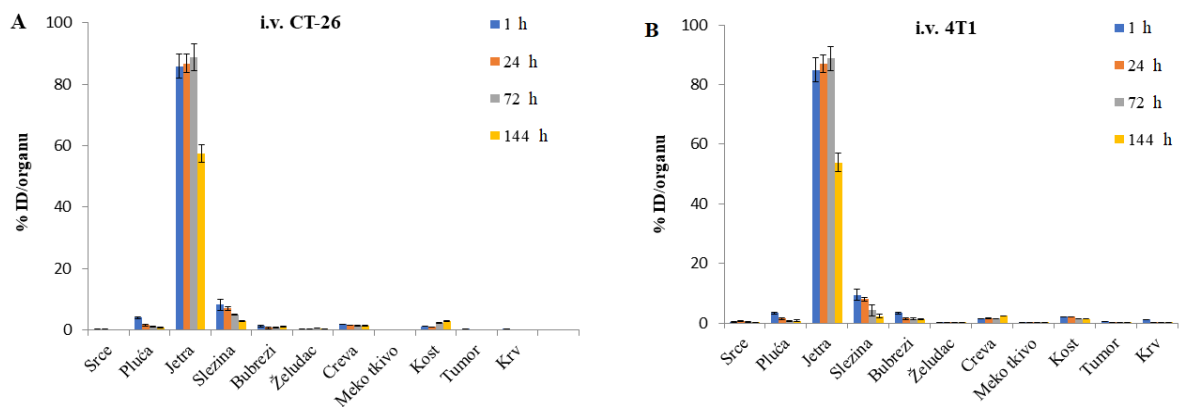 A
i.v. CT-26
% ID/organu
100
80
60
40
20
0
1 h
24 h
72 h
144 h
Srce
Pluća
Jetra
Slezina
Bubrezi
Želudac
Creva
Meko tkivo
Kost
Tumor
Krv
B
i.v. 4T1
% ID/organu
100
80
60
40
20
0
1 h
24 h
72 h
144 h
Srce
Pluća
Jetra
Slezina
Bubrezi
Želudac
Creva
Meko tkivo
Kost
Tumor
Krv